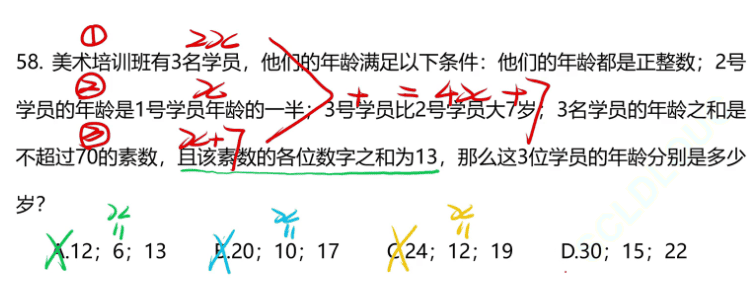 ① 2x
58. 美术培训班有3名学员，他们的年龄满足以下条件：他们的年龄都是正整数；2号
② x + = 4x + 7
学员的年龄是1号学员年龄的一半；3号学员比2号学员大7岁；3名学员的年龄之和是
③ x+7
不超过70的素数，且该素数的各位数字之和为13，那么这3位学员的年龄分别是多少
岁？
x x x
= = =
A.12；6；13 B.20；10；17 C.24；12；19 D.30；15；22